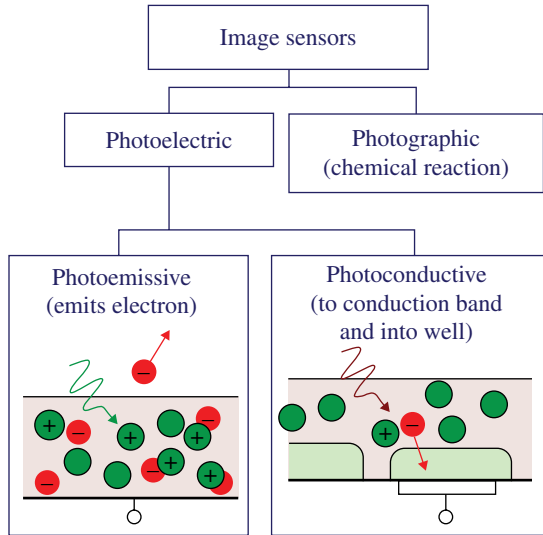 Image sensors
Photoelectric
Photographic
(chemical reaction)
Photoemissive
(emits electron)
Photoconductive
(to conduction band
and into well)
−
+
−
+
−
+
−
+
+
−
+
−